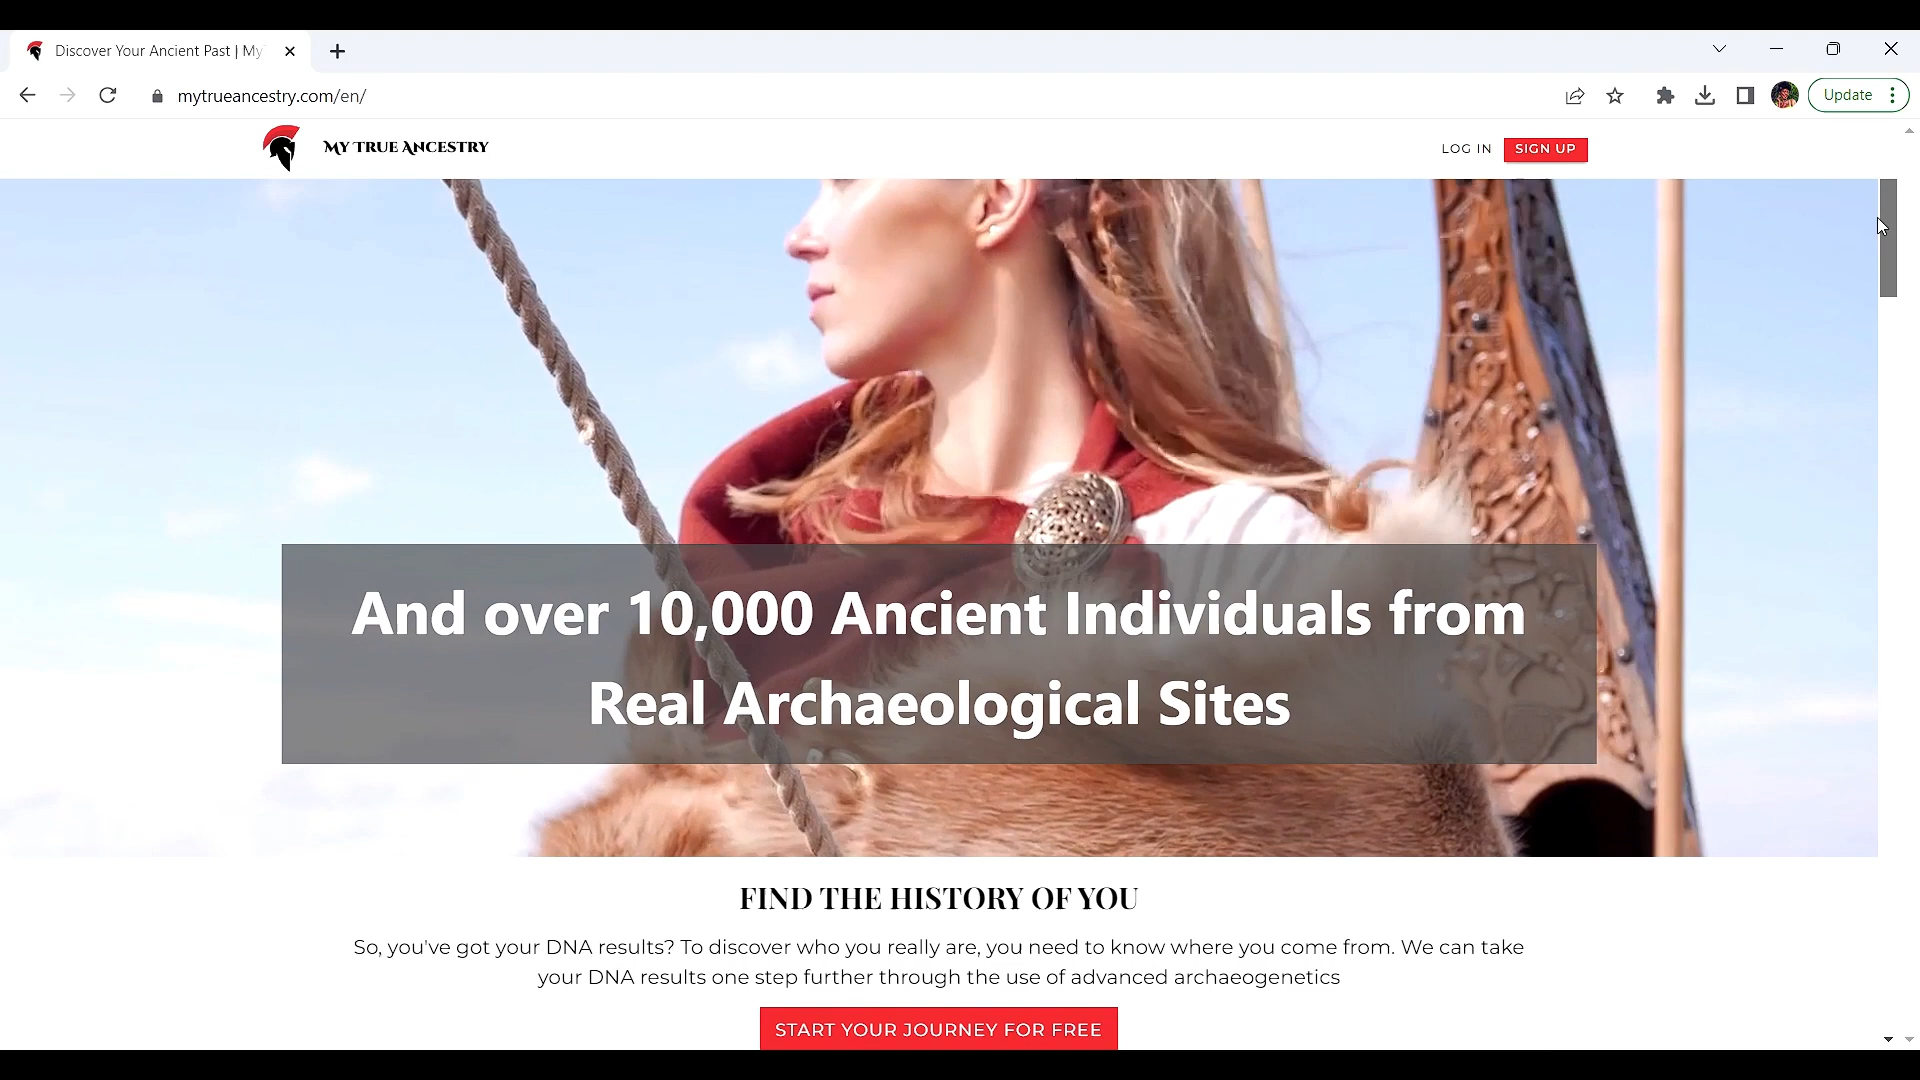 Discover Your Ancient Past | My
mytrueancestry.com/en/
Update
MY TRUE ANCESTRY
LOG IN
SIGN UP
And over 10,000 Ancient Individuals from
Real Archaeological Sites
FIND THE HISTORY OF YOU
So, you've got your DNA results? To discover who you really are, you need to know where you come from. We can take
your DNA results one step further through the use of advanced archaeogenetics
START YOUR JOURNEY FOR FREE